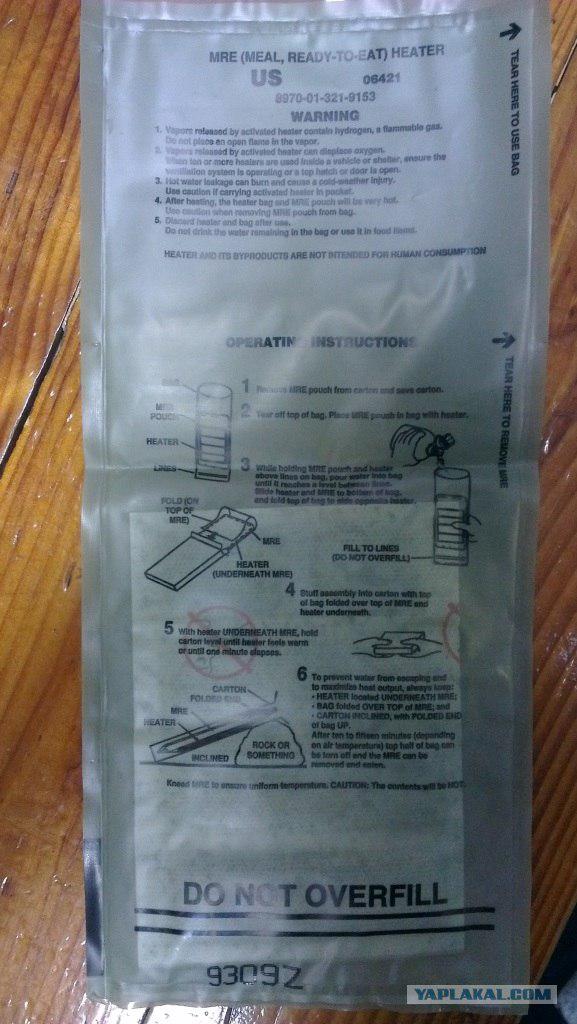 MRE (MEAL, READY-TO-EAT) HEATER
US 06421
8970-01-321-9153
WARNING
1. Vapors released by activated heater contain hydrogen, a flammable gas.
Do not place an open flame in the vapor.
2. Vapors released by activated heater can displace oxygen.
When ten or more heaters are used inside a vehicle or shelter, ensure the
ventilation system is operating or a top hatch or door is open.
3. Hot water leakage can burn and cause a cold-weather injury.
Use caution if carrying activated heater in pocket.
4. After heating, the heater bag and MRE pouch will be very hot.
Use caution when removing MRE pouch from bag.
5. Discard heater and bag after use.
Do not drink the water remaining in the bag or use it in food items.
HEATER AND ITS BYPRODUCTS ARE NOT INTENDED FOR HUMAN CONSUMPTION
TEAR HERE TO USE BAG
OPERATING INSTRUCTIONS
TEAR HERE TO REMOVE MRE
BAG
MRE
POUCH
HEATER
LINES
1 Remove MRE pouch from carton and save carton.
2 Tear off top of bag. Place MRE pouch in bag with heater.
3 While holding MRE pouch and heater
above lines on bag, pour water into bag
until it reaches a level between lines.
Slide heater and MRE to bottom of bag,
and fold top of bag to side opposite heater.
FOLD (ON
TOP OF
MRE)
MRE
HEATER
(UNDERNEATH MRE)
FILL TO LINES
(DO NOT OVERFILL)
4 Stuff assembly into carton with top
of bag folded over top of MRE and
heater underneath.
5 With heater UNDERNEATH MRE, hold
carton level until heater feels warm
or until one minute elapses.
CARTON
FOLDED END
MRE
HEATER
INCLINED
ROCK OR
SOMETHING
6 To prevent water from escaping and
to maximize heat output, always keep:
• HEATER located UNDERNEATH MRE;
• BAG folded OVER TOP of MRE; and
• CARTON INCLINED, with FOLDED END
of bag UP.
After ten to fifteen minutes (depending
on air temperature) top half of bag can
be torn off and the MRE can be
removed and eaten.
Knead MRE to ensure uniform temperature. CAUTION: The contents will be HOT.
DO NOT OVERFILL
93092
YAPLAKAL.COM